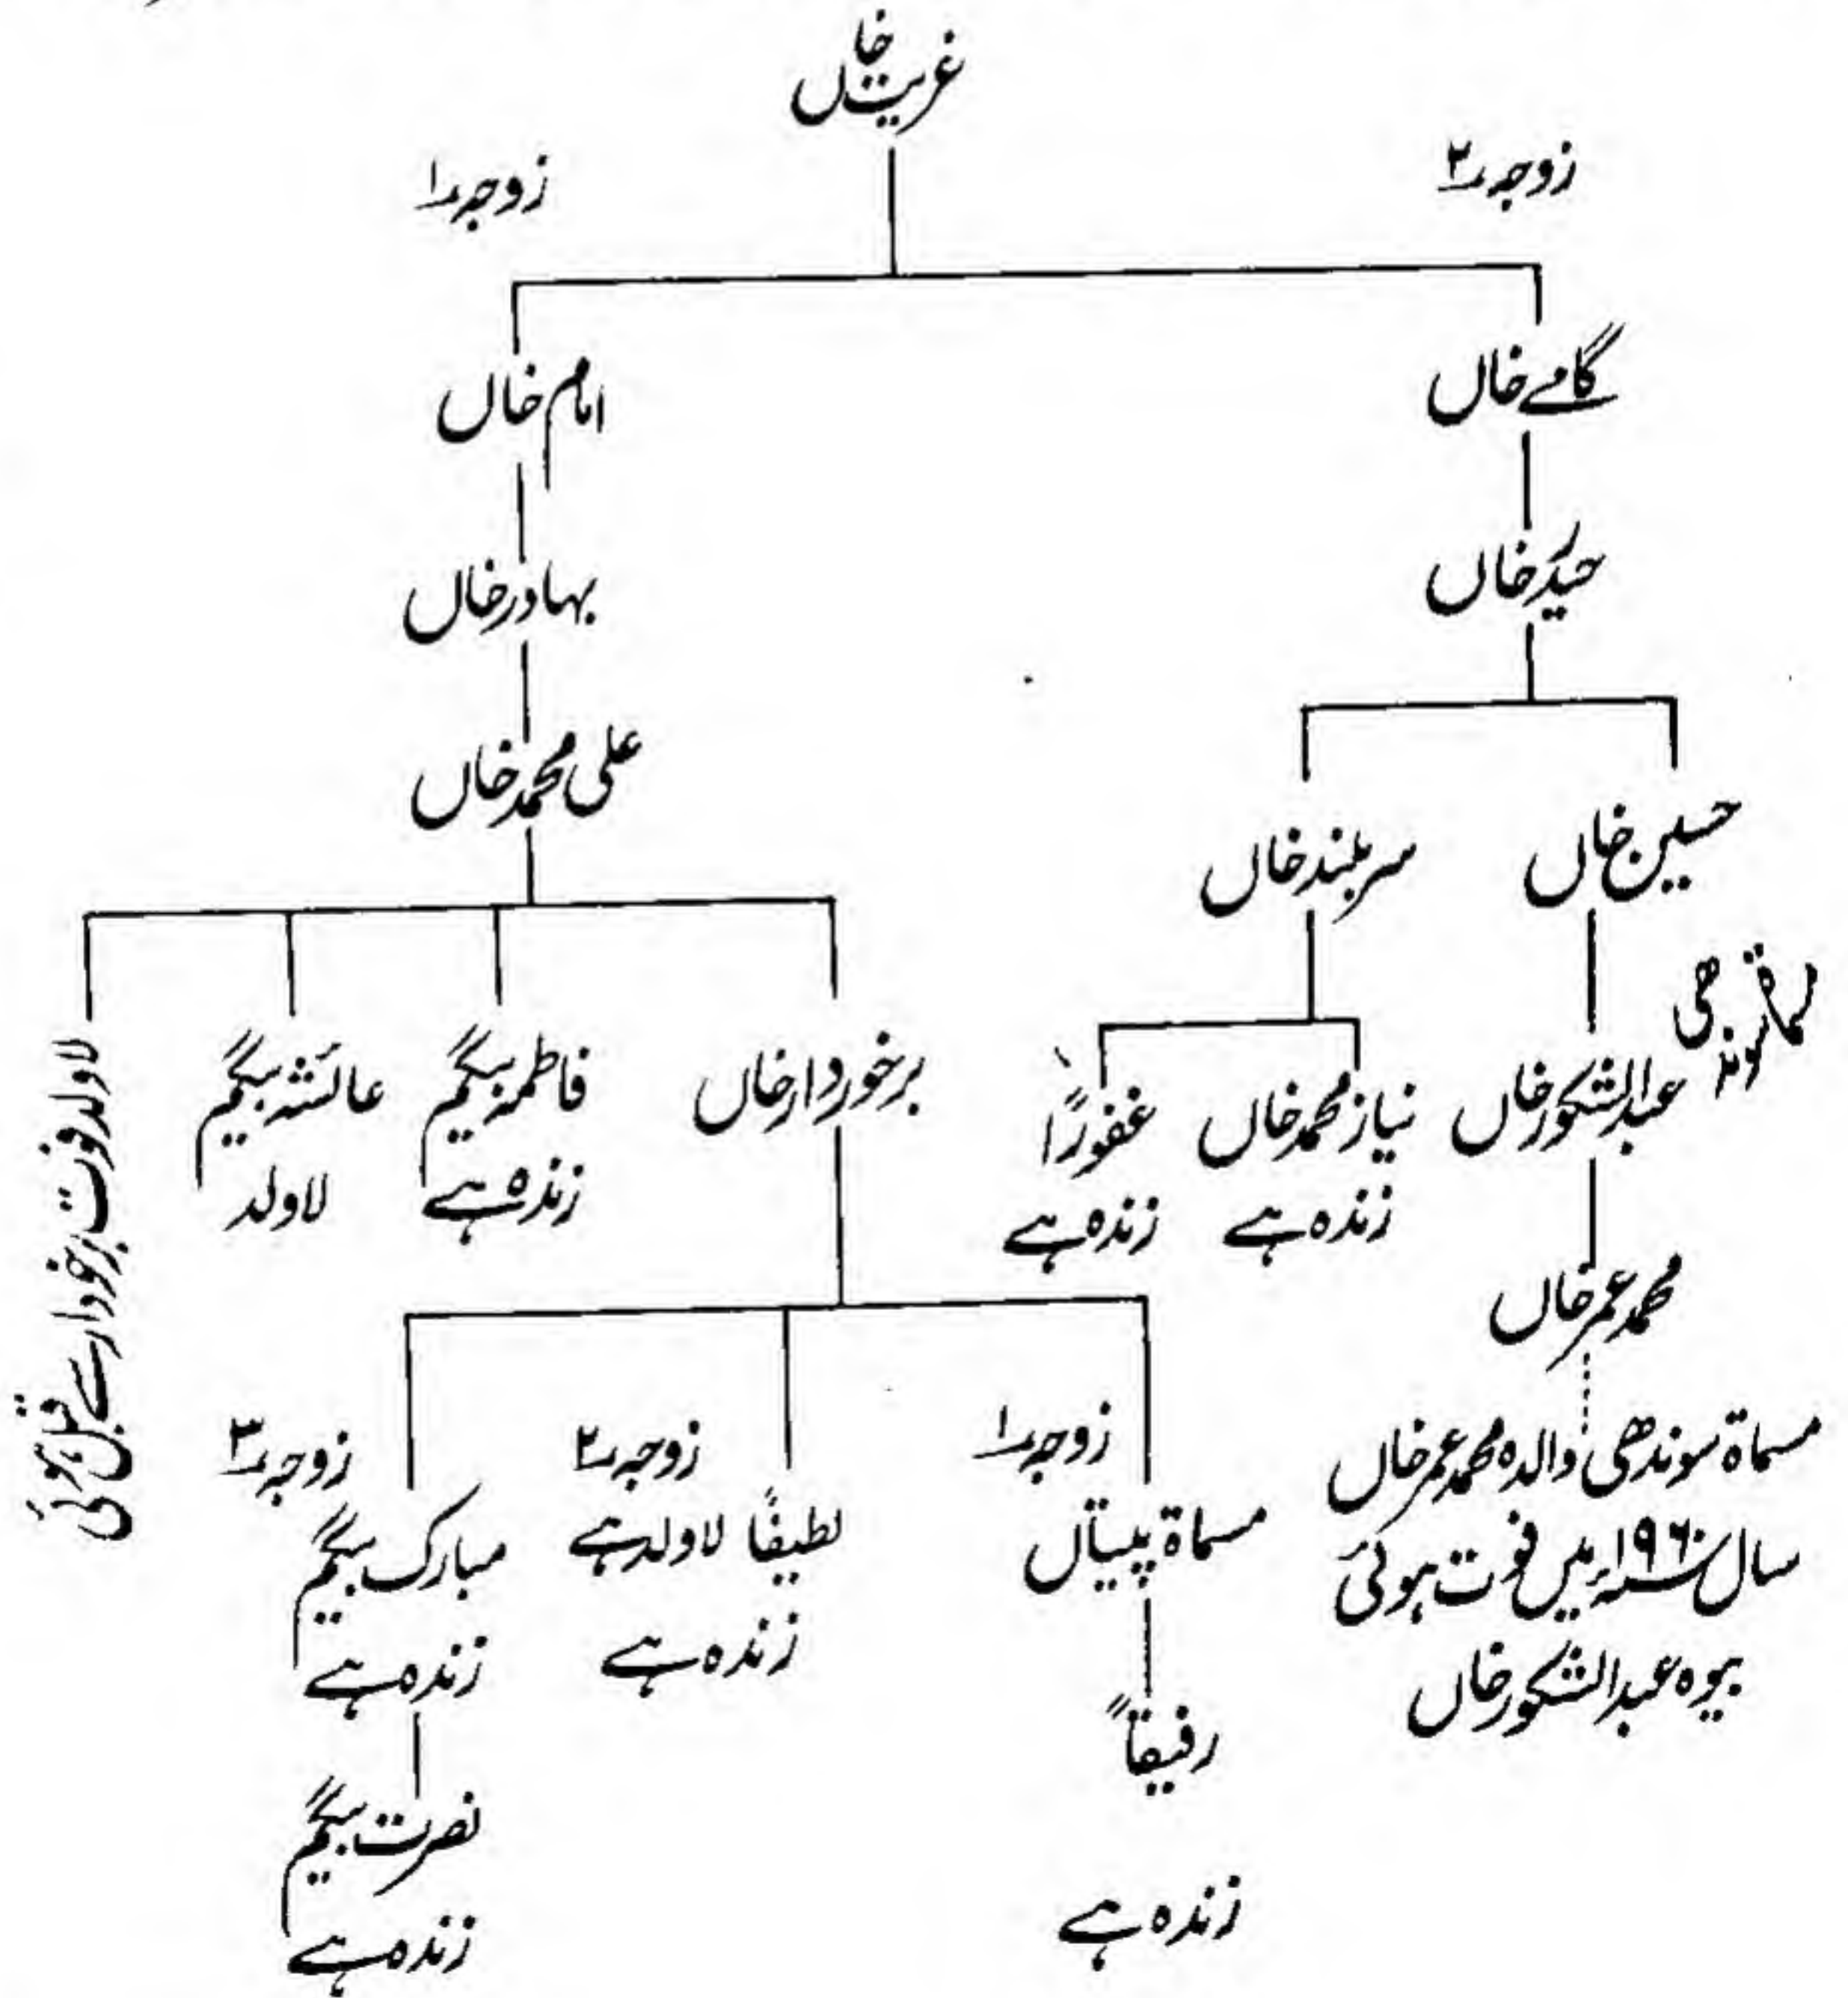 غریب خاں
زوجہ ۲
زوجہ ۱
گامے خاں
امام خاں
حیدر خاں
بہادر خاں
علی محمد خاں
حسین خاں
سربلند خاں
مسماۃ سوندھی
عبدالشکور خاں
نیاز محمد خاں
زندہ ہے
غفوراً
زندہ ہے
برخوردار خاں
فاطمہ بیگم
زندہ ہے
عائشہ بیگم
لاولد
لاولد فوت برخودار سے قبل ہوئی
محمد عمر خاں
مسماۃ سوندھی والدہ محمد عمر خاں
سال ۱۹۶۰ء میں فوت ہوئی
بیوہ عبدالشکور خاں
زوجہ ۱
مسماۃ
رفیقاً
زندہ ہے
زوجہ ۲
لطیفاً لاولد ہے
زندہ ہے
زوجہ ۳
مبارک بیگم
زندہ ہے
نصرت بیگم
زندہ ہے